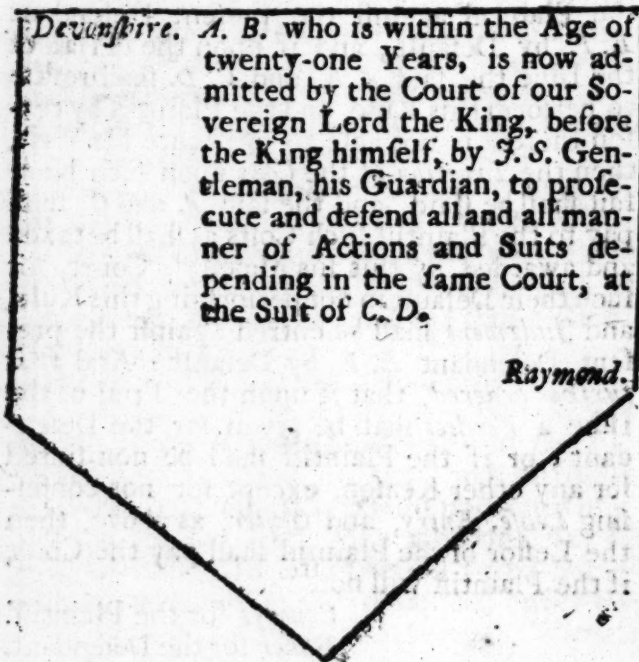 Devonſhire. A. B. who is within the Age of
twenty-one Years, is now ad-
mitted by the Court of our So-
vereign Lord the King, before
the King himſelf, by J. S. Gen-
tleman, his Guardian, to proſe-
cute and defend all and all man-
ner of Actions and Suits de-
pending in the ſame Court, at
the Suit of C. D.
Raymond.